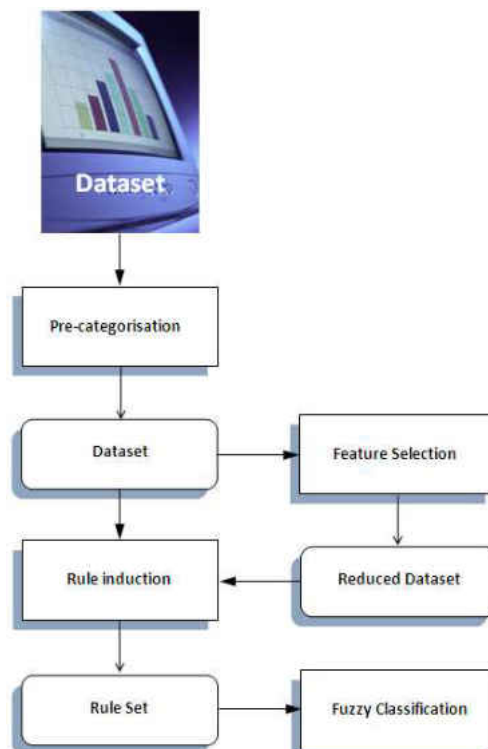 Dataset
Pre-categorisation
Dataset
Feature Selection
Rule induction
Reduced Dataset
Rule Set
Fuzzy Classification